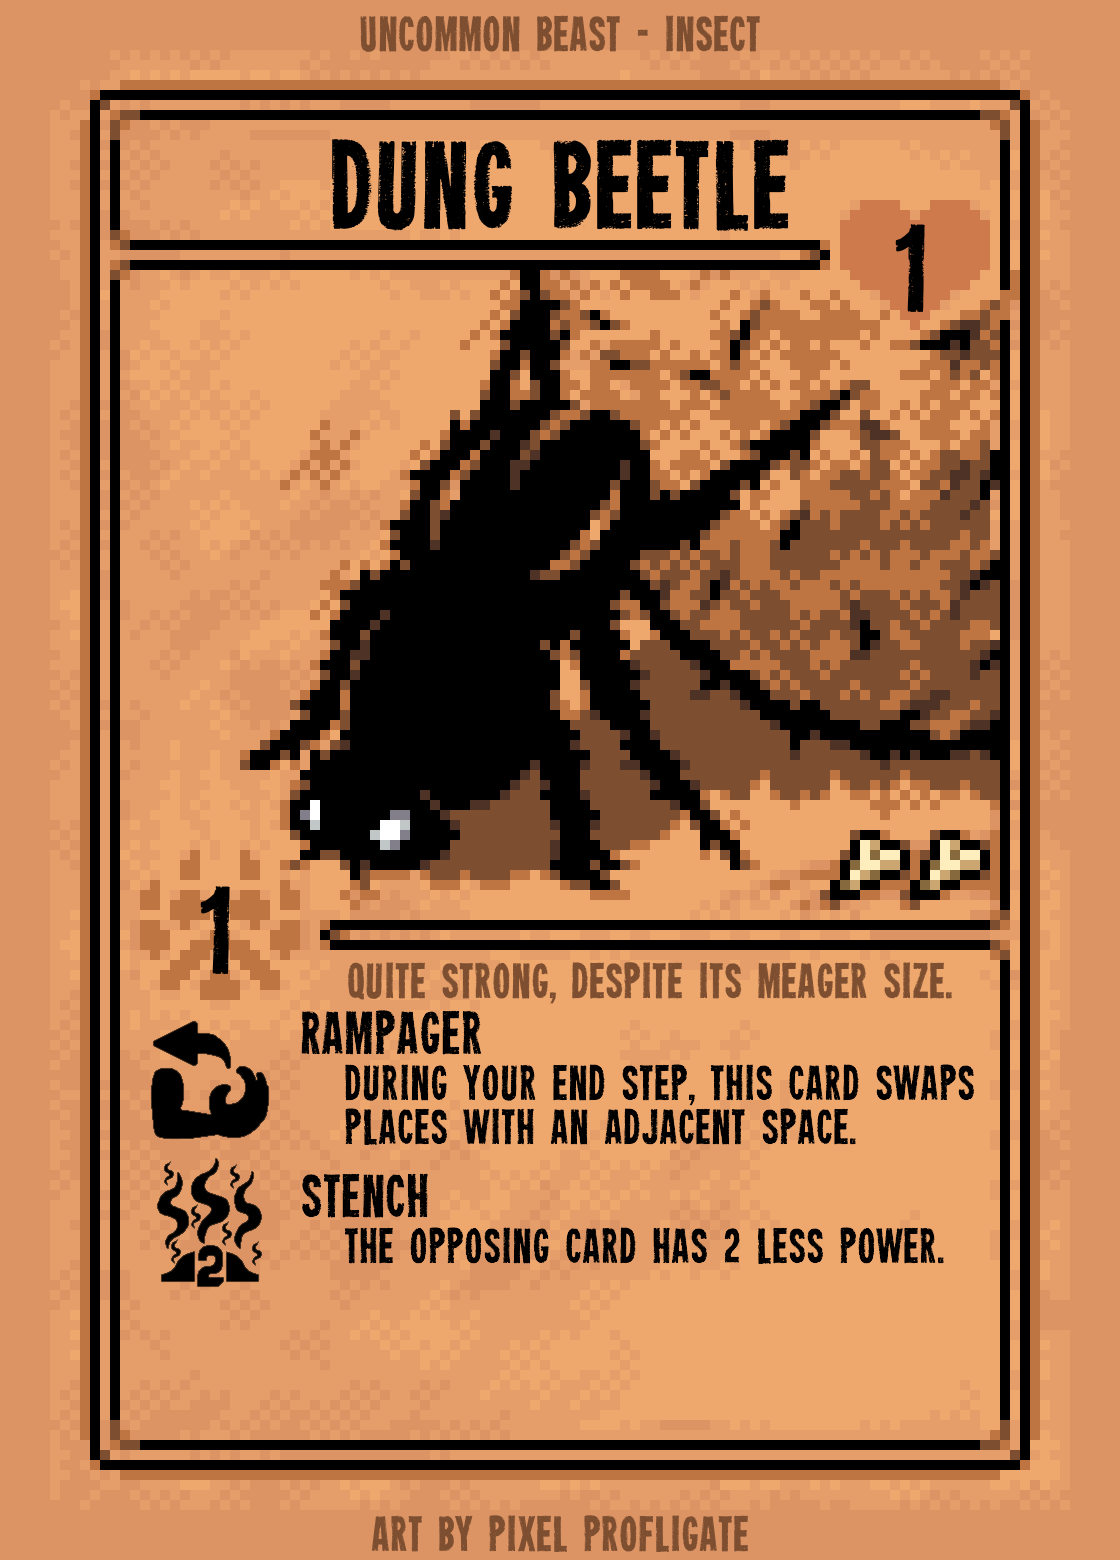 UNCOMMON BEAST - INSECT
DUNG BEETLE
1
1
QUITE STRONG, DESPITE ITS MEAGER SIZE.
RAMPAGER
DURING YOUR END STEP, THIS CARD SWAPS
PLACES WITH AN ADJACENT SPACE.
STENCH
THE OPPOSING CARD HAS 2 LESS POWER.
2
ART BY PIXEL PROFLIGATE